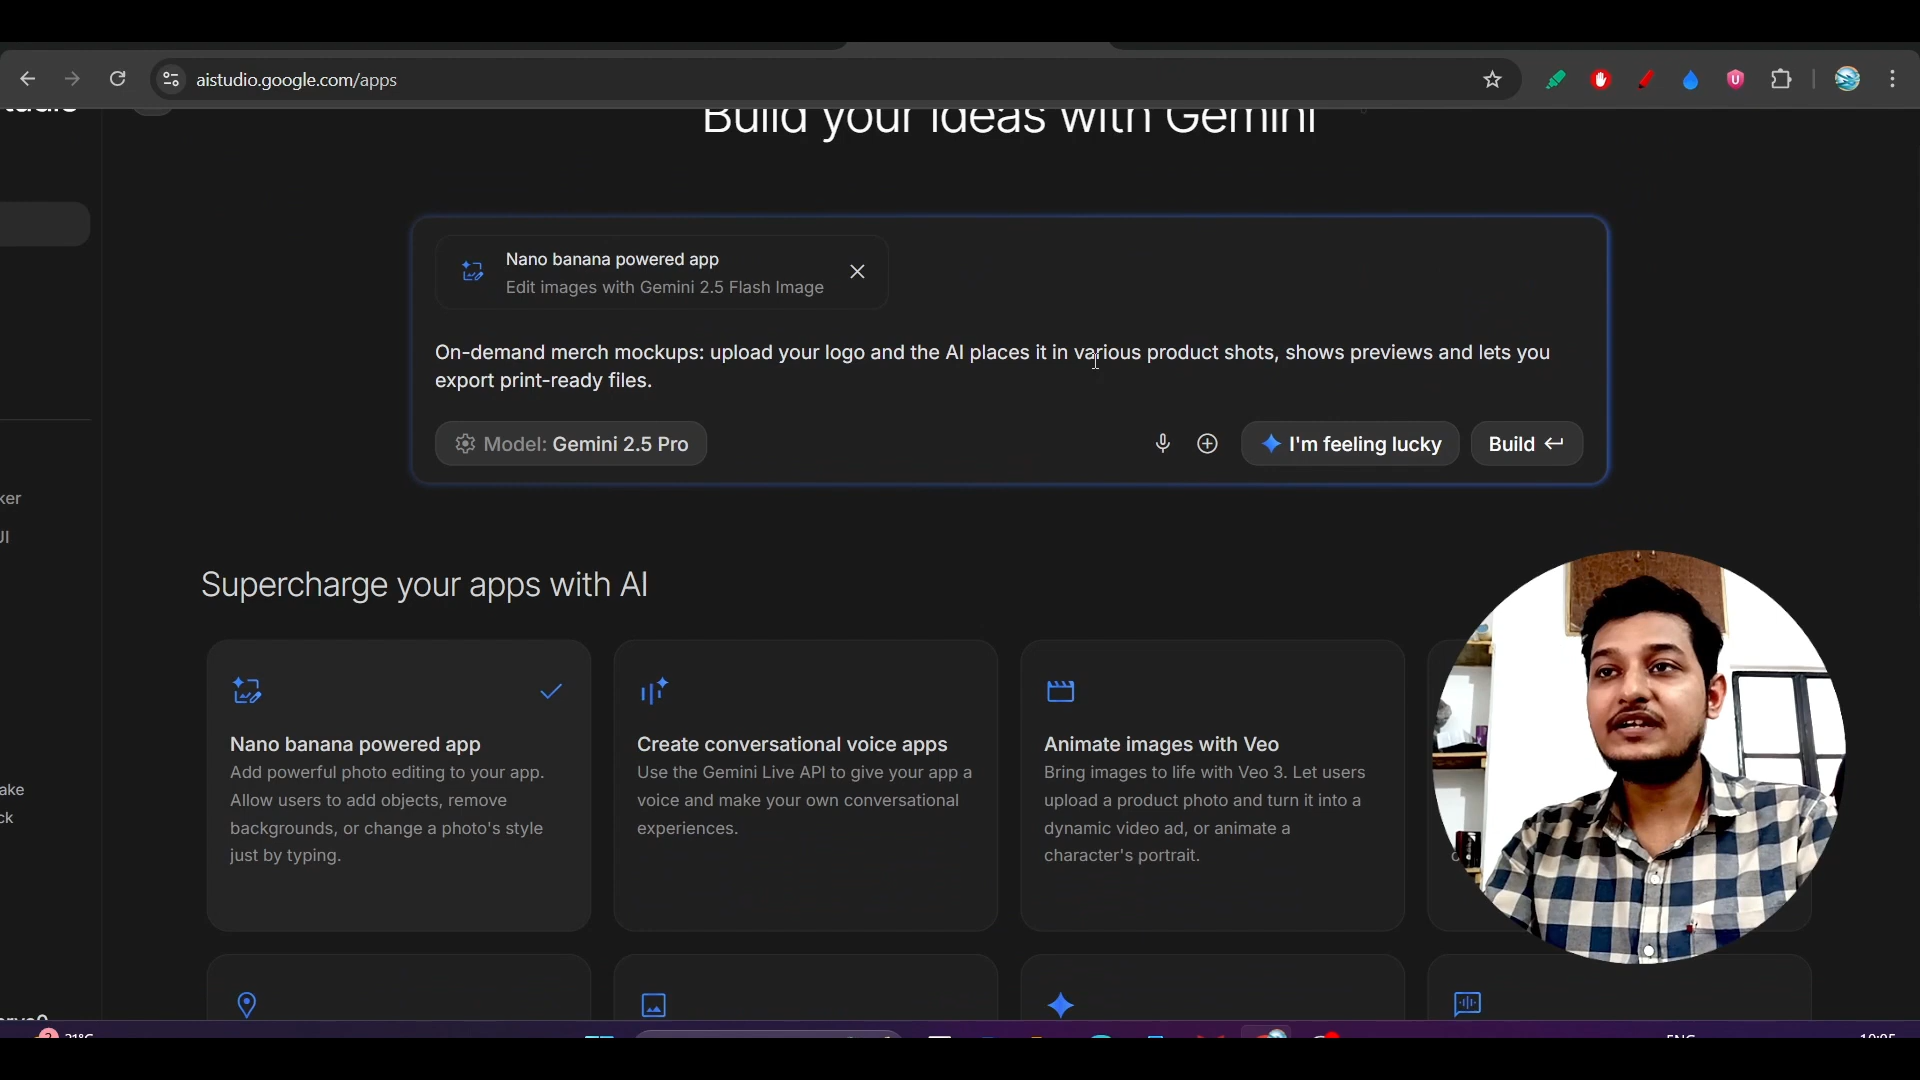 aistudio.google.com/apps
Build your ideas with Gemini
Nano banana powered app
Edit images with Gemini 2.5 Flash Image
On-demand merch mockups: upload your logo and the AI places it in various product shots, shows previews and lets you
export print-ready files.
Model: Gemini 2.5 Pro
I'm feeling lucky
Build
ker
UI
ake
ck
Supercharge your apps with AI
Nano banana powered app
Add powerful photo editing to your app.
Allow users to add objects, remove
backgrounds, or change a photo's style
just by typing.
Create conversational voice apps
Use the Gemini Live API to give your app a
voice and make your own conversational
experiences.
Animate images with Veo
Bring images to life with Veo 3. Let users
upload a product photo and turn it into a
dynamic video ad, or animate a
character's portrait.